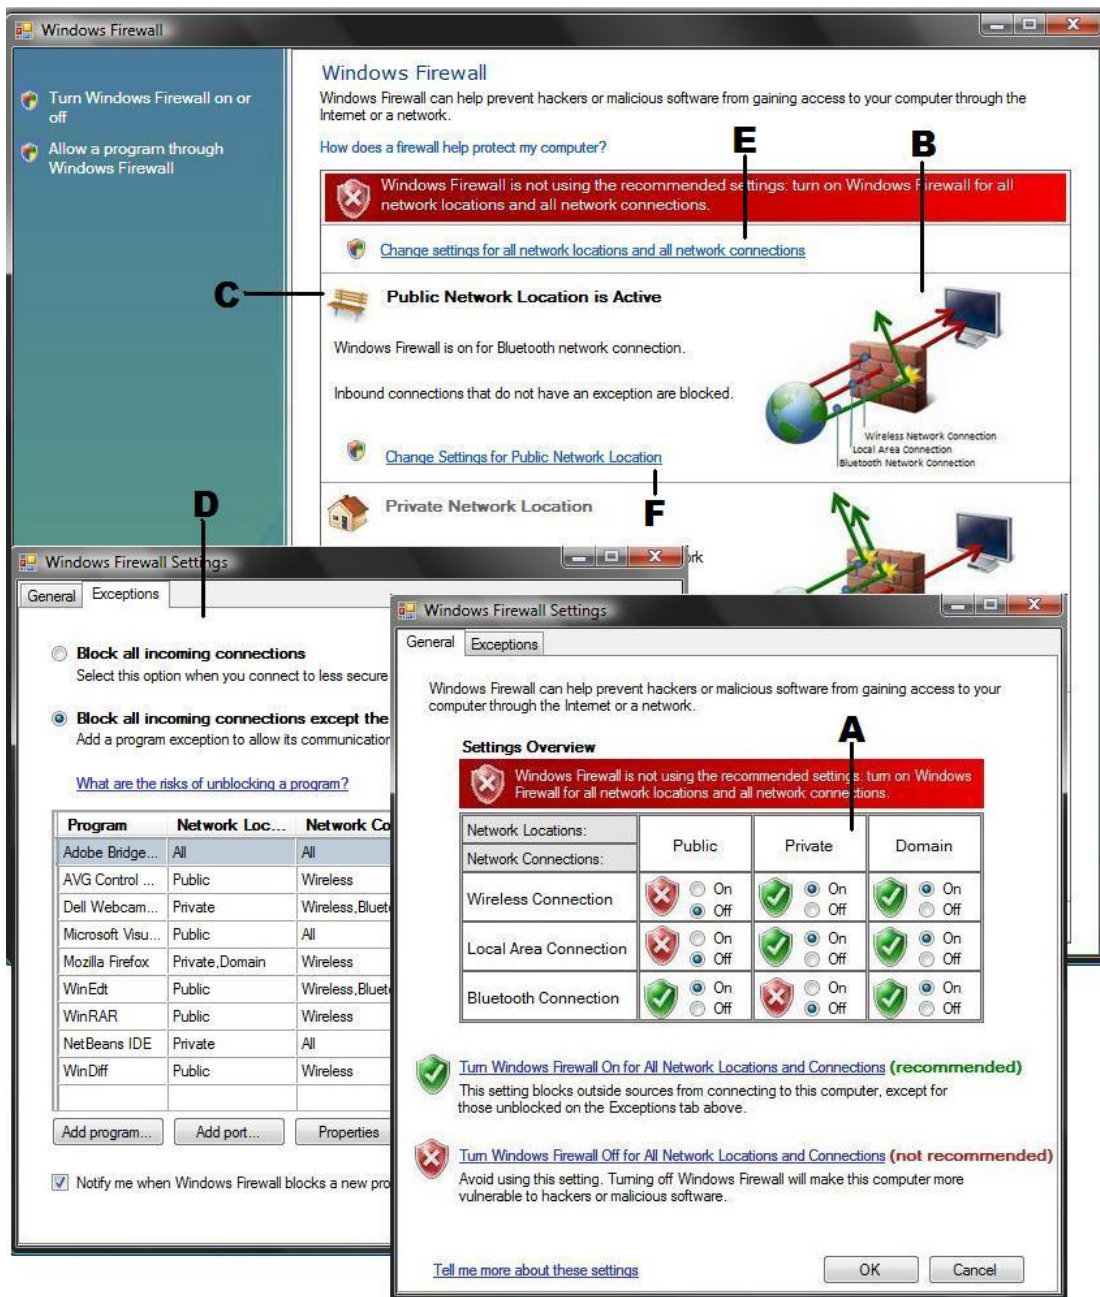 Windows Firewall
Turn Windows Firewall on or
off
Allow a program through
Windows Firewall
Windows Firewall
Windows Firewall can help prevent hackers or malicious software from gaining access to your computer through the
Internet or a network.
How does a firewall help protect my computer?
E
B
Windows Firewall is not using the recommended settings: turn on Windows Firewall for all
network locations and all network connections.
Change settings for all network locations and all network connections
C
Public Network Location is Active
Windows Firewall is on for Bluetooth network connection.
Inbound connections that do not have an exception are blocked.
Wireless Network Connection
Local Area Connection
Bluetooth Network Connection
Change Settings for Public Network Location
F
Private Network Location
D
Windows Firewall Settings
General
Exceptions
Block all incoming connections
Select this option when you connect to less secure
Block all incoming connections except the
Add a program exception to allow its communication
What are the risks of unblocking a program?
Program Network Loc... Network Co
Adobe Bridge... All All
AVG Control ... Public Wireless
Dell Webcam... Private Wireless,Bluet
Microsoft Visu... Public All
Mozilla Firefox Private,Domain Wireless
WinEdt Public Wireless,Bluet
WinRAR Public Wireless
NetBeans IDE Private All
WinDiff Public Wireless
Add program... Add port... Properties
Notify me when Windows Firewall blocks a new pro
Windows Firewall Settings
General
Exceptions
Windows Firewall can help prevent hackers or malicious software from gaining access to your
computer through the Internet or a network.
A
Settings Overview
Windows Firewall is not using the recommended settings: turn on Windows
Firewall for all network locations and all network connections.
Network Locations:
Network Connections:
Public Private Domain
Wireless Connection On Off On Off On Off
Local Area Connection On Off On Off On Off
Bluetooth Connection On Off On Off On Off
Turn Windows Firewall On for All Network Locations and Connections (recommended)
This setting blocks outside sources from connecting to this computer, except for
those unblocked on the Exceptions tab above.
Turn Windows Firewall Off for All Network Locations and Connections (not recommended)
Avoid using this setting. Turning off Windows Firewall will make this computer more
vulnerable to hackers or malicious software.
Tell me more about these settings
OK Cancel